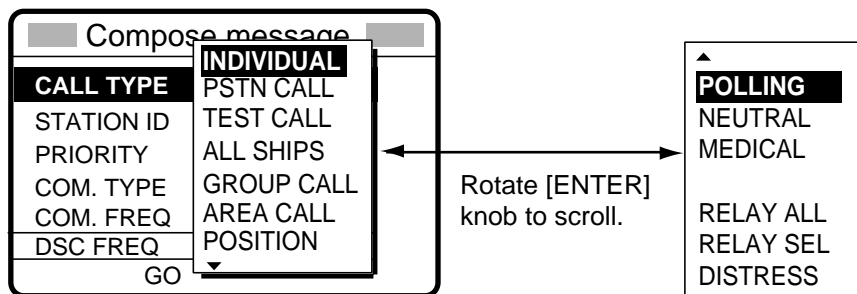 Compose message
CALL TYPE
STATION ID
PRIORITY
COM. TYPE
COM. FREQ
DSC FREQ
GO
INDIVIDUAL
PSTN CALL
TEST CALL
ALL SHIPS
GROUP CALL
AREA CALL
POSITION
Rotate [ENTER]
knob to scroll.
POLLING
NEUTRAL
MEDICAL
RELAY ALL
RELAY SEL
DISTRESS